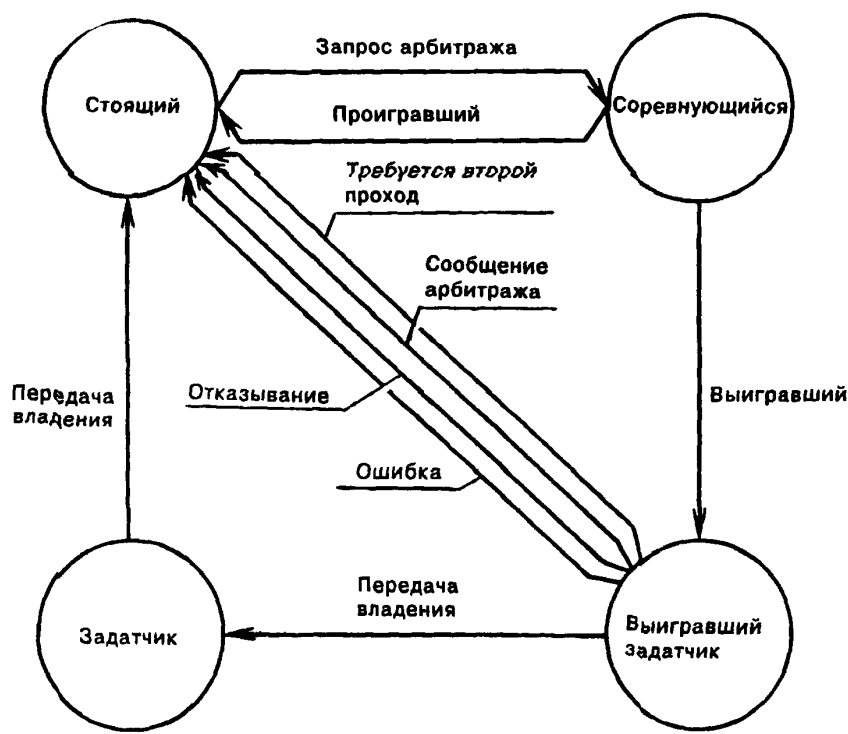 Запрос арбитража
Стоящий
Соревнующийся
Проигравший
Требуется второй
проход
Сообщение
арбитража
Передача
владения
Отказывание
Выигравший
Ошибка
Передача
владения
Задатчик
Выигравший
задатчик